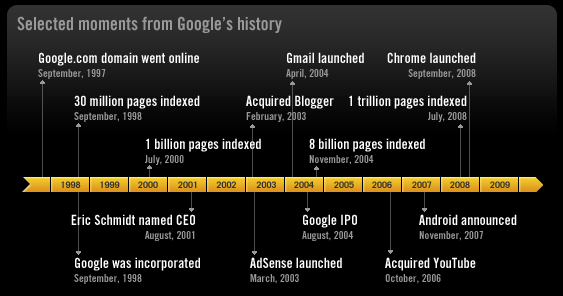 Selected moments from Google's history
Google.com domain went online
September, 1997
Gmail launched
April, 2004
Chrome launched
September, 2008
30 million pages indexed
September, 1998
Acquired Blogger
February, 2003
1 trillion pages indexed
July, 2008
1 billion pages indexed
July, 2000
8 billion pages indexed
November, 2004
1998 1999 2000 2001 2002 2003 2004 2005 2006 2007 2008 2009
Eric Schmidt named CEO
August, 2001
Google IPO
August, 2004
Android announced
November, 2007
Google was incorporated
September, 1998
AdSense launched
March, 2003
Acquired YouTube
October, 2006